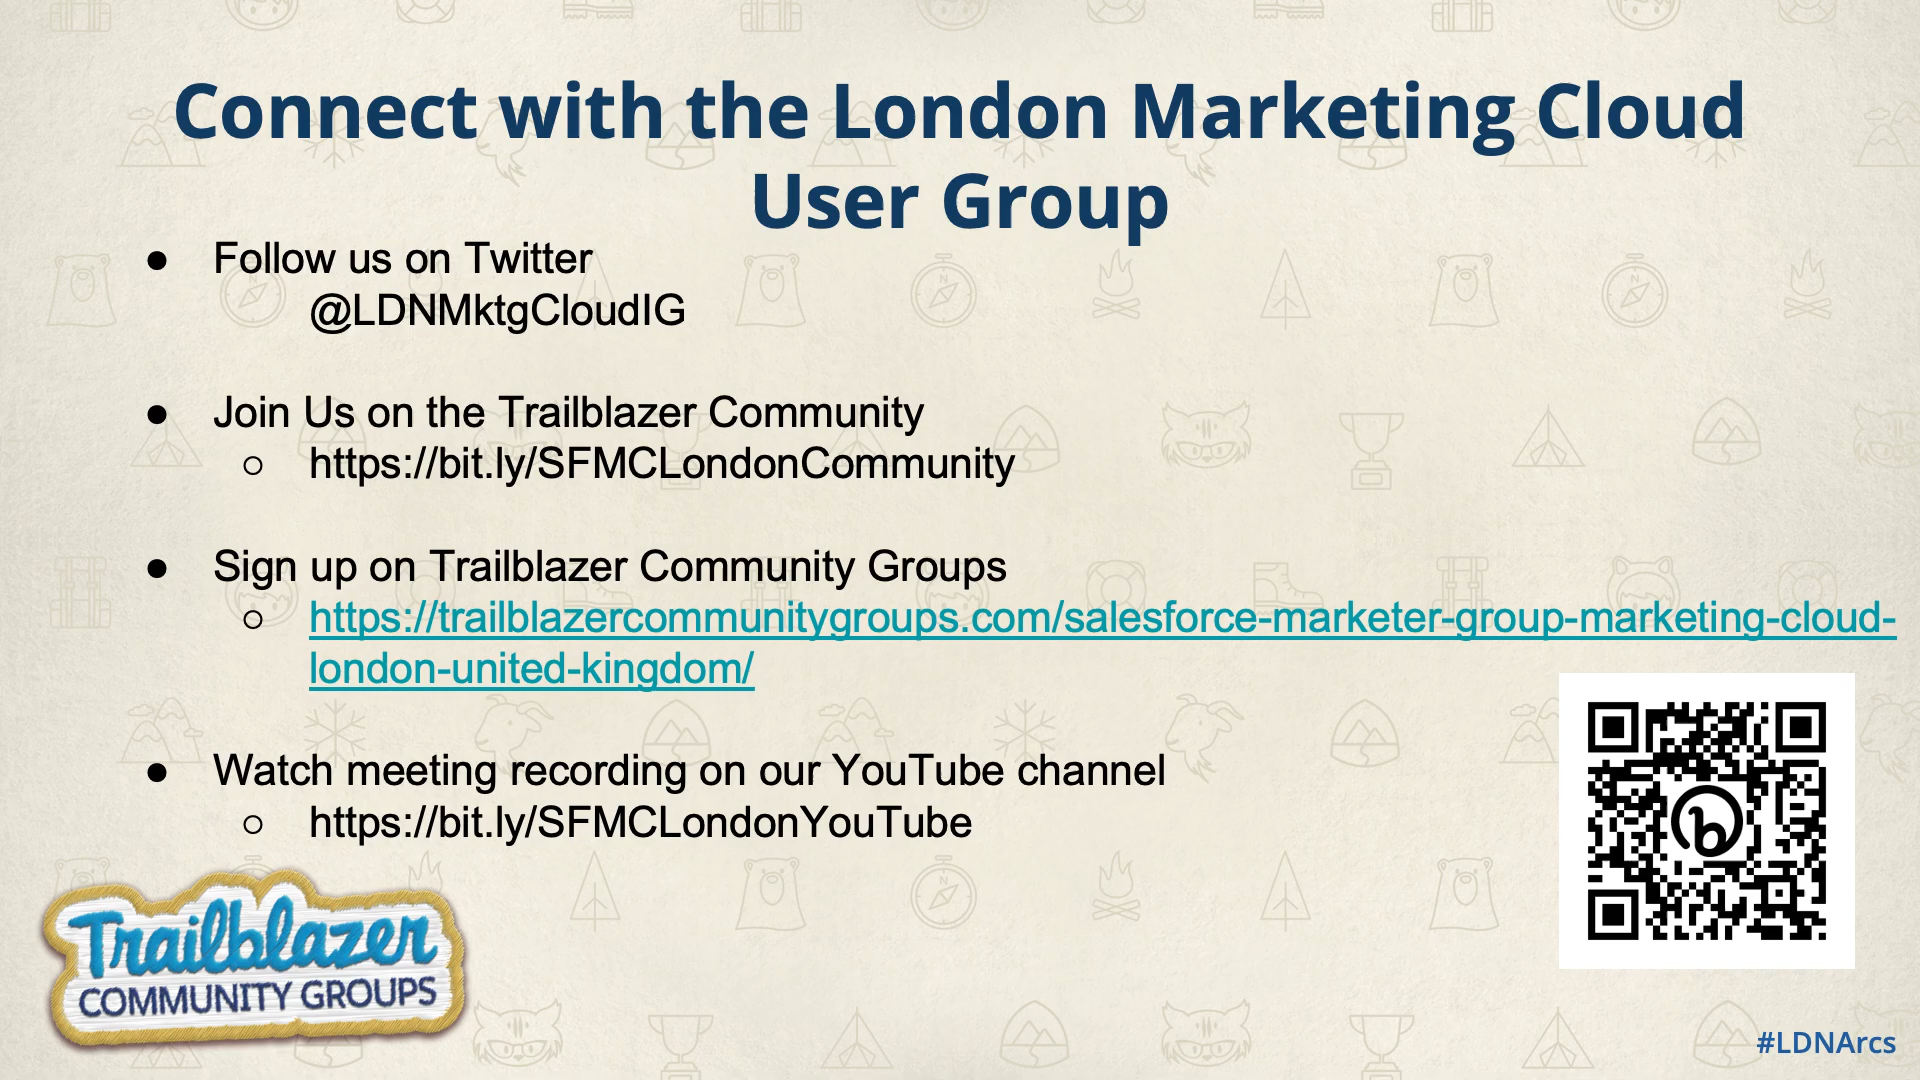 Connect with the London Marketing Cloud
User Group
● Follow us on Twitter
@LDNMktgCloudIG
● Join Us on the Trailblazer Community
○ https://bit.ly/SFMCLondonCommunity
● Sign up on Trailblazer Community Groups
○ https://trailblazercommunitygroups.com/salesforce-marketer-group-marketing-cloud-
london-united-kingdom/
● Watch meeting recording on our YouTube channel
○ https://bit.ly/SFMCLondonYouTube
Trailblazer
COMMUNITY GROUPS
#LDNArcs